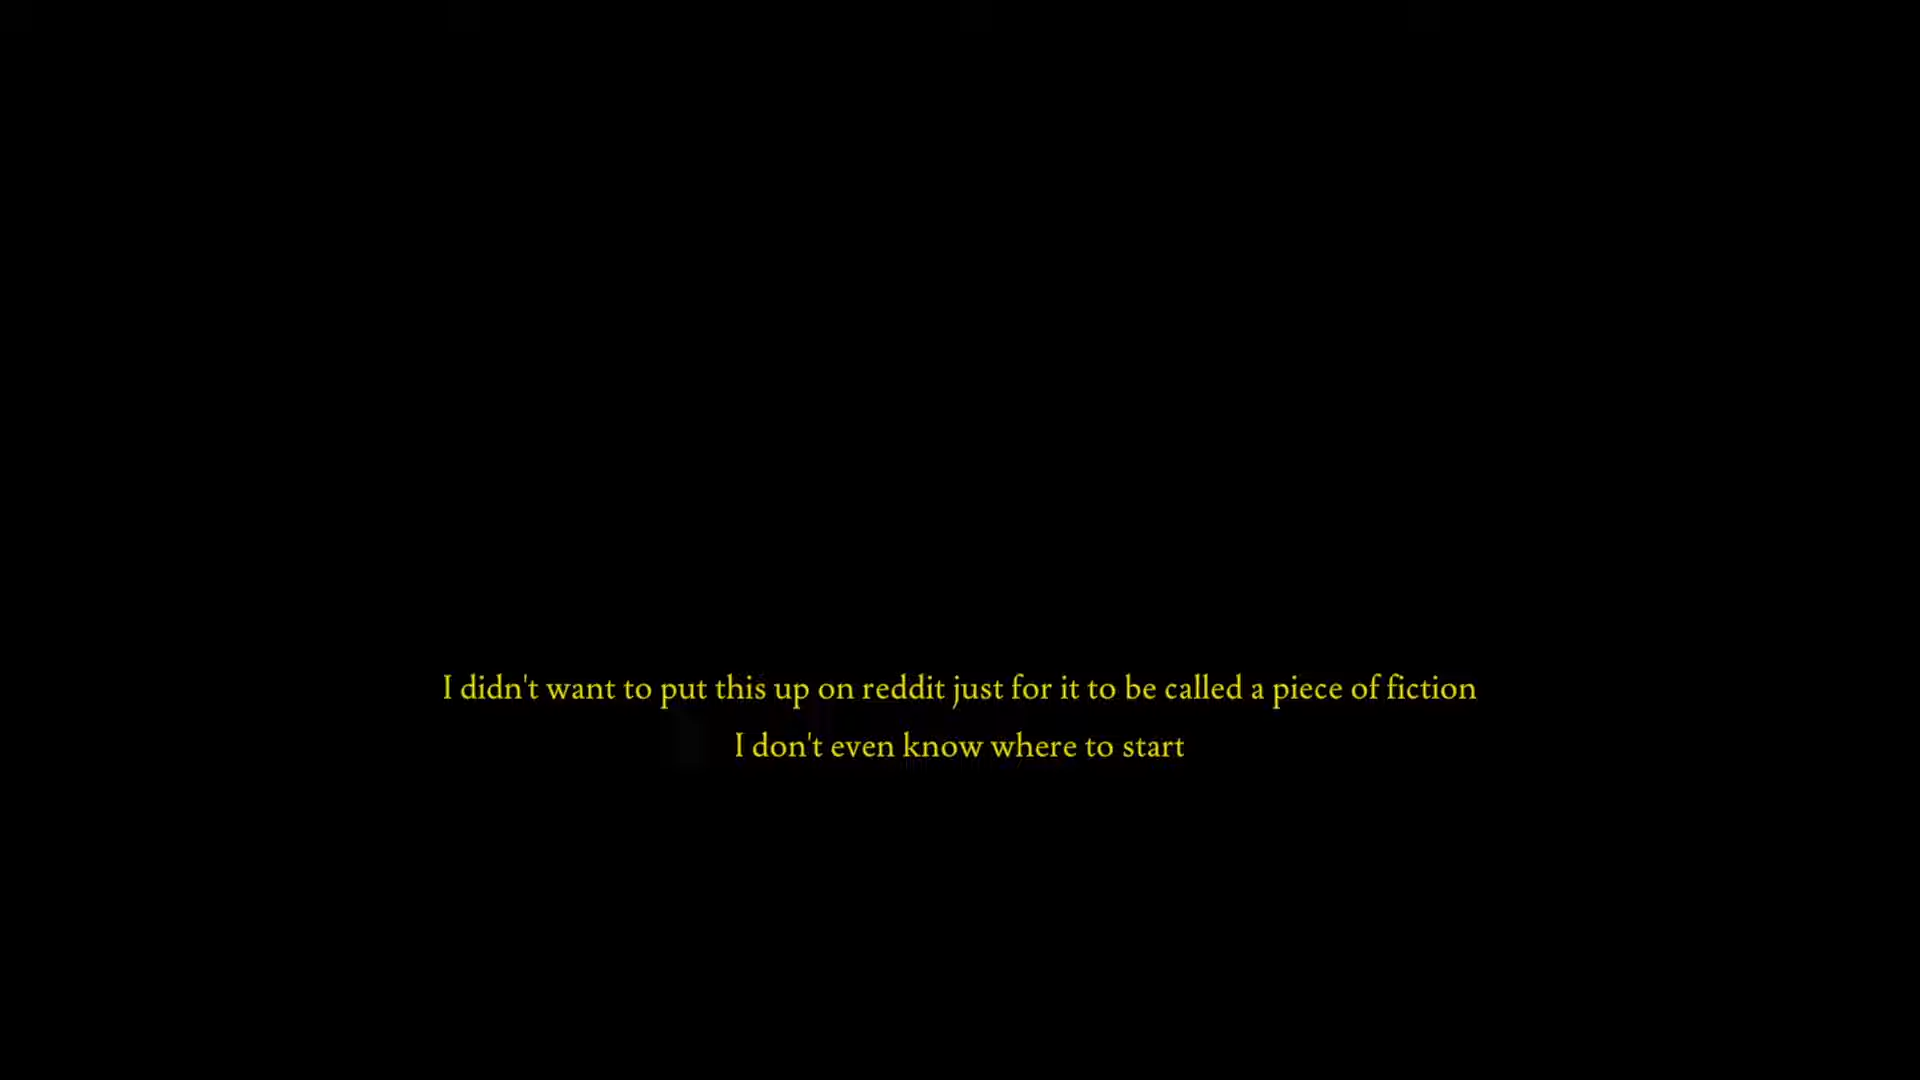 I didn't want to put this up on reddit just for it to be called a piece of fiction
I don't even know where to start